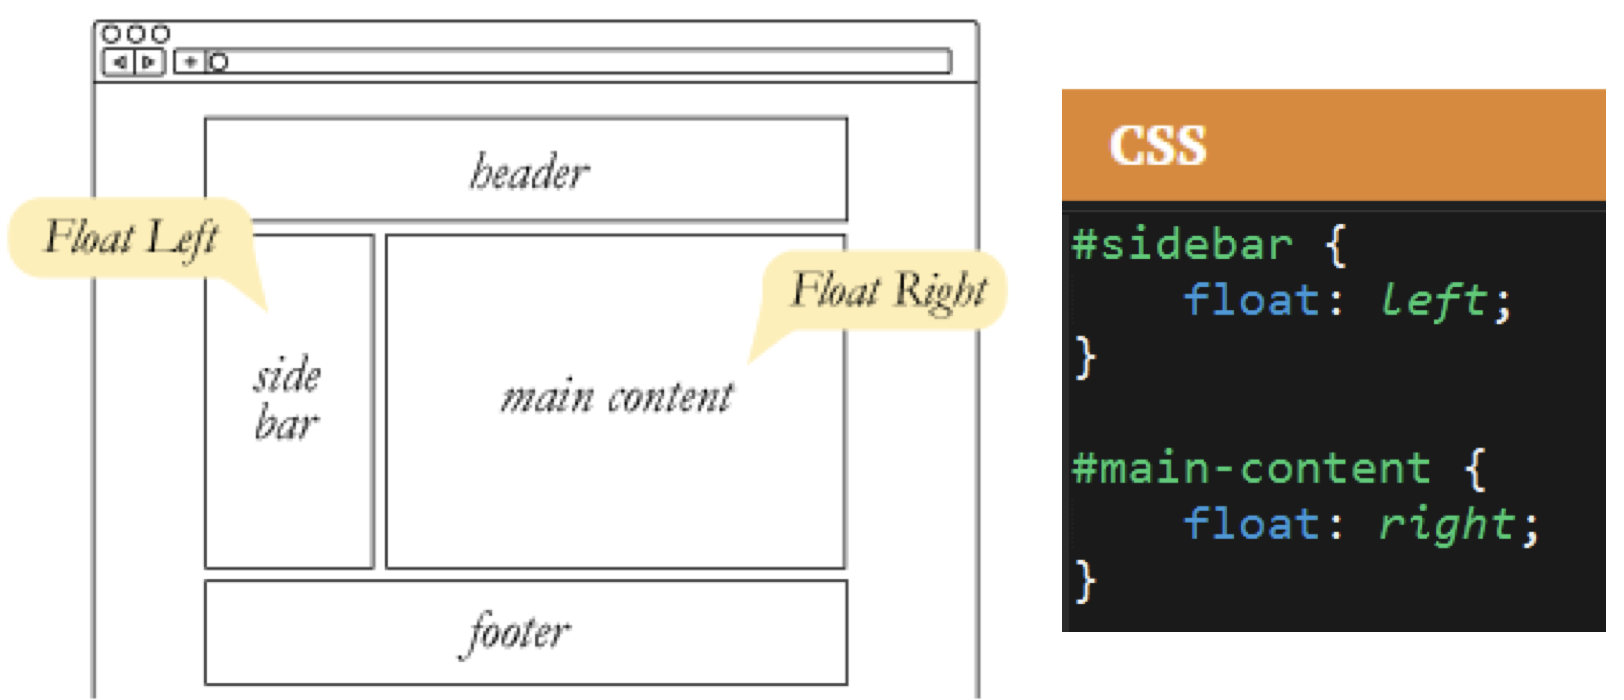 header
Float Left
Float Right
side
bar
main content
footer
CSS
#sidebar {
    float: left;
}
#main-content {
    float: right;
}